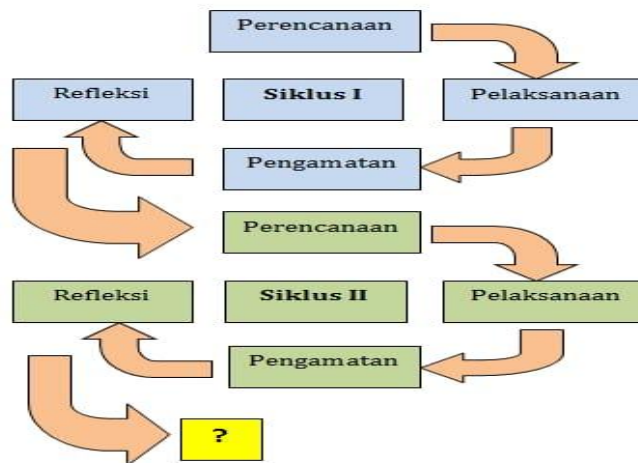 Perencanaan
Refleksi
Siklus I
Pelaksanaan
Pengamatan
Perencanaan
Refleksi
Siklus II
Pelaksanaan
Pengamatan
?